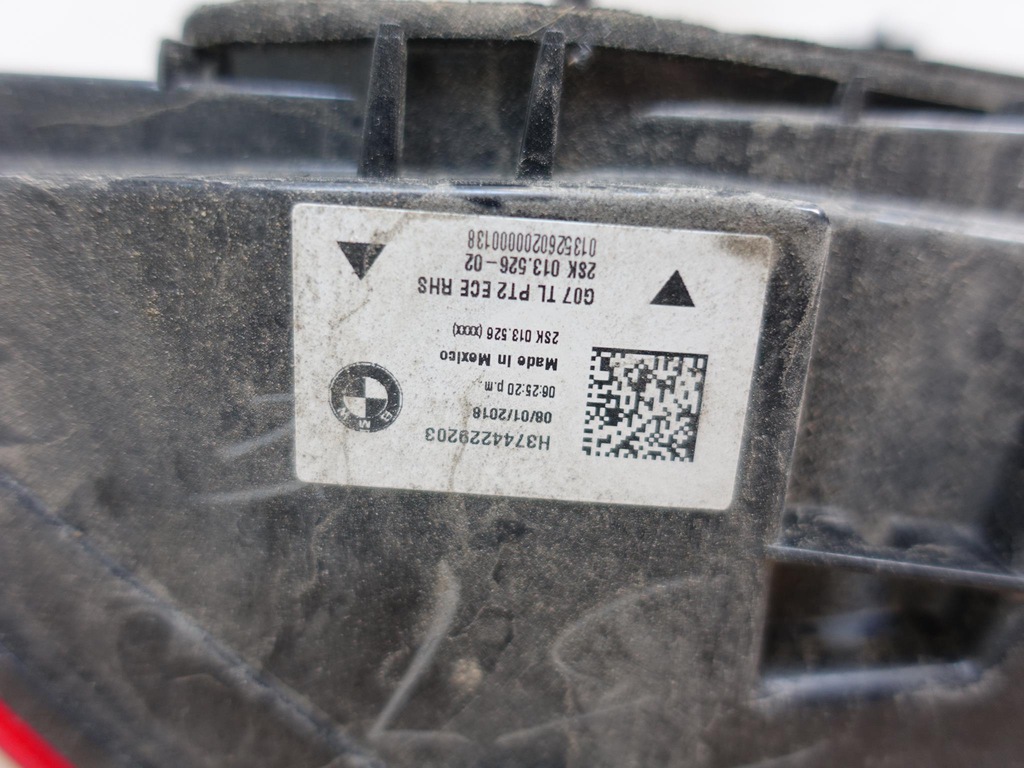 H3744229203
08/01/2018
06:25:20 p.m.
Made in Mexico
2SK 013.526 (xxxx)
G07 TL PT2 ECE RHS
2SK 013.526-02
0135260200000138
BMW